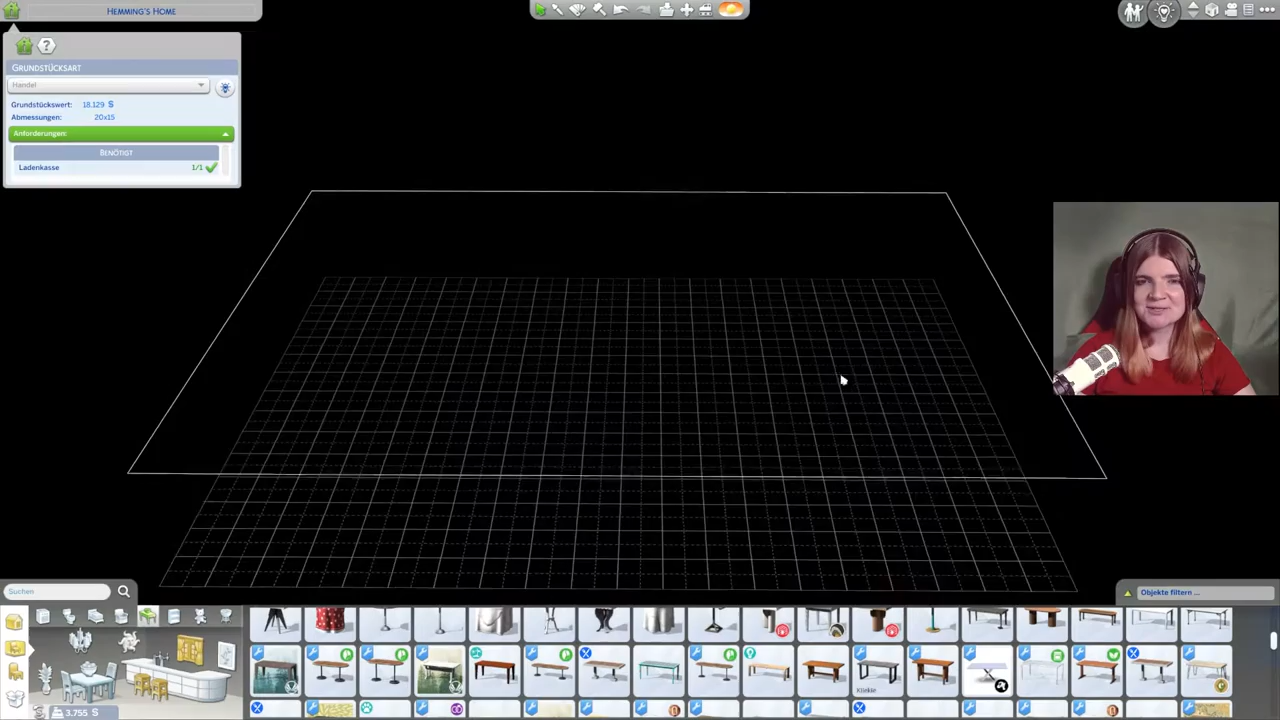 HEMMING'S HOME
GRUNDSTÜCKSART
Handel
Grundstückswert: 18.129 $
Abmessungen: 20x15
Anforderungen:
BENÖTIGT
Ladenkasse 1/1
Suchen
Objekte filtern ...
3.755 $